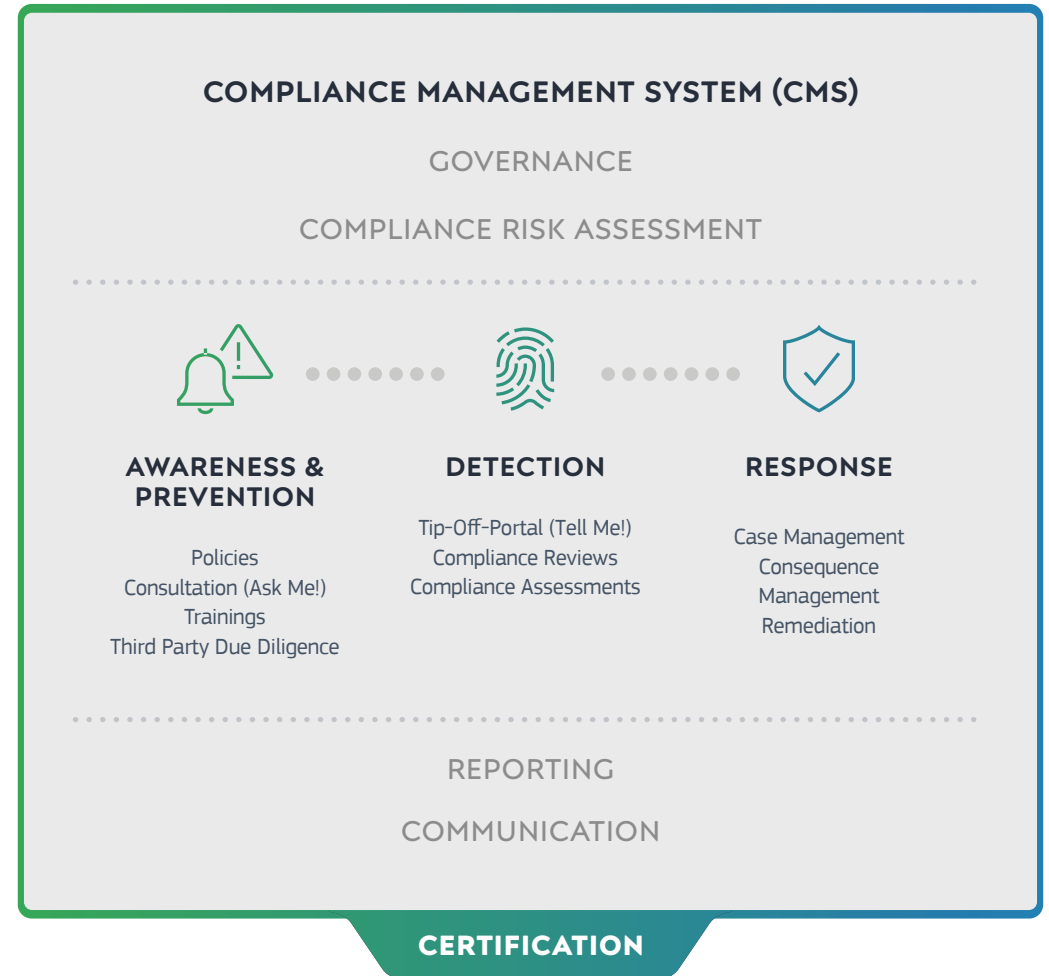 COMPLIANCE MANAGEMENT SYSTEM (CMS)
GOVERNANCE
COMPLIANCE RISK ASSESSMENT
AWARENESS &
PREVENTION
Policies
Consultation (Ask Me!)
Trainings
Third Party Due Diligence
DETECTION
Tip-Off-Portal (Tell Me!)
Compliance Reviews
Compliance Assessments
RESPONSE
Case Management
Consequence
Management
Remediation
REPORTING
COMMUNICATION
CERTIFICATION